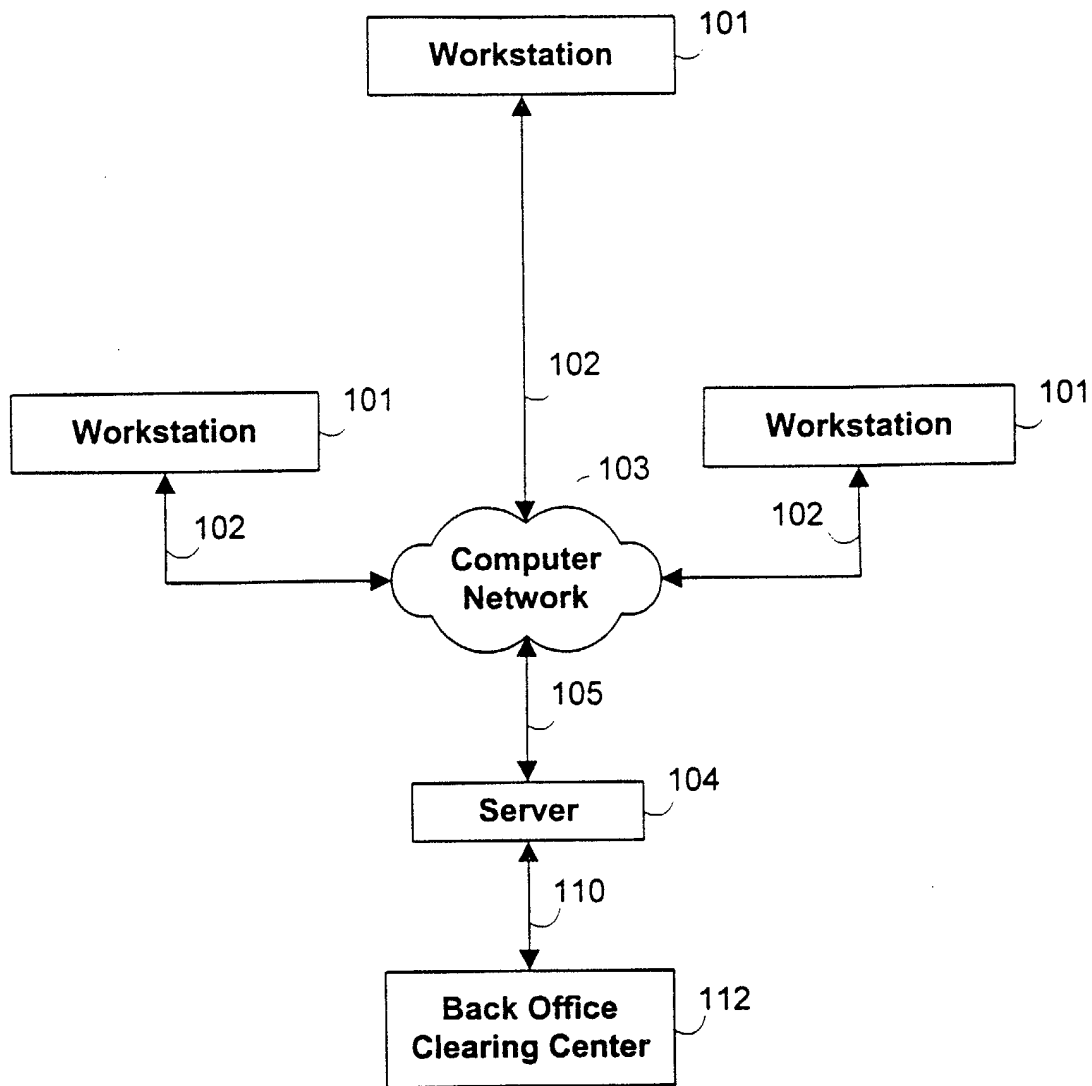 Workstation
101
102
Workstation
101
Workstation
101
103
102
102
Computer
Network
105
Server
104
110
Back Office
Clearing Center
112